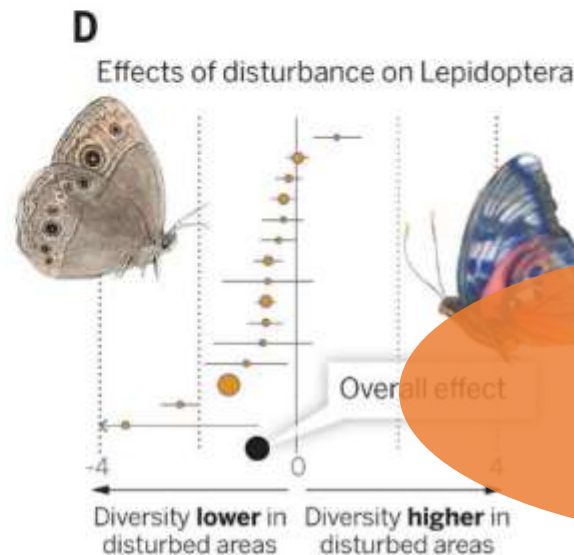 D
Effects of disturbance on Lepidoptera
Overall effect
-4 0 4
Diversity lower in
disturbed areas
Diversity higher in
disturbed areas